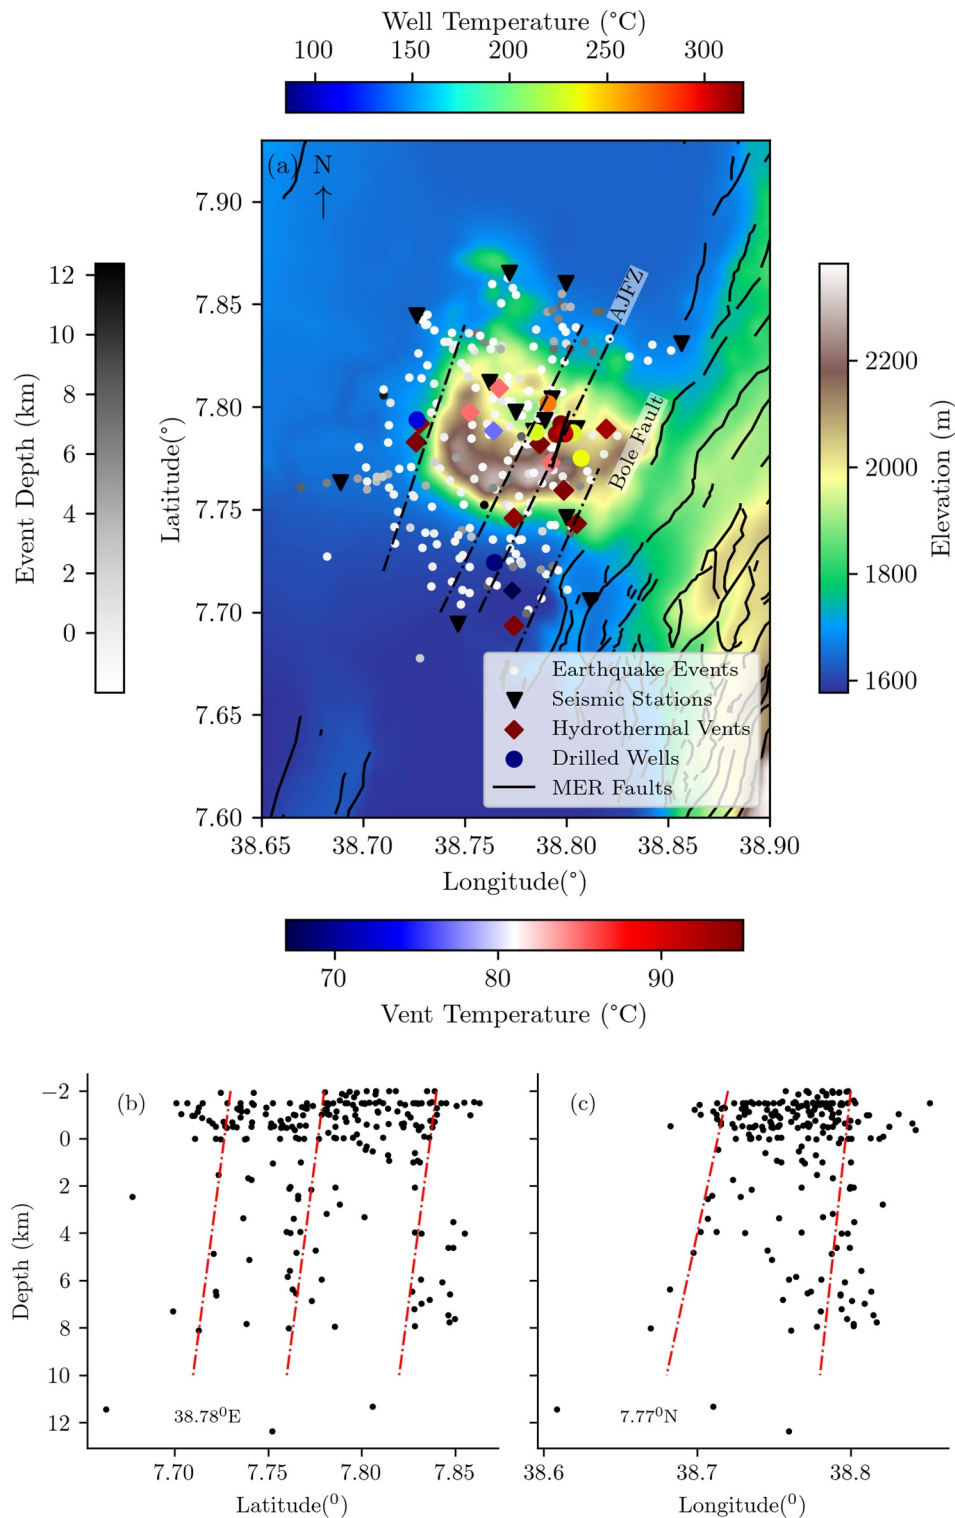 Well Temperature (°C)
100 150 200 250 300
(a) N
AJFZ
Bole Fault
7.90
7.85
7.80
7.75
7.70
7.65
7.60
Latitude(°)
38.65 38.70 38.75 38.80 38.85 38.90
Longitude(°)
12
10
8
6
4
2
0
Event Depth (km)
2200
2000
1800
1600
Elevation (m)
Earthquake Events
Seismic Stations
Hydrothermal Vents
Drilled Wells
MER Faults
70 80 90
Vent Temperature (°C)
(b)
−2
0
2
4
6
8
10
12
Depth (km)
38.78⁰E
7.70 7.75 7.80 7.85
Latitude(⁰)
(c)
7.77⁰N
38.6 38.7 38.8
Longitude(⁰)